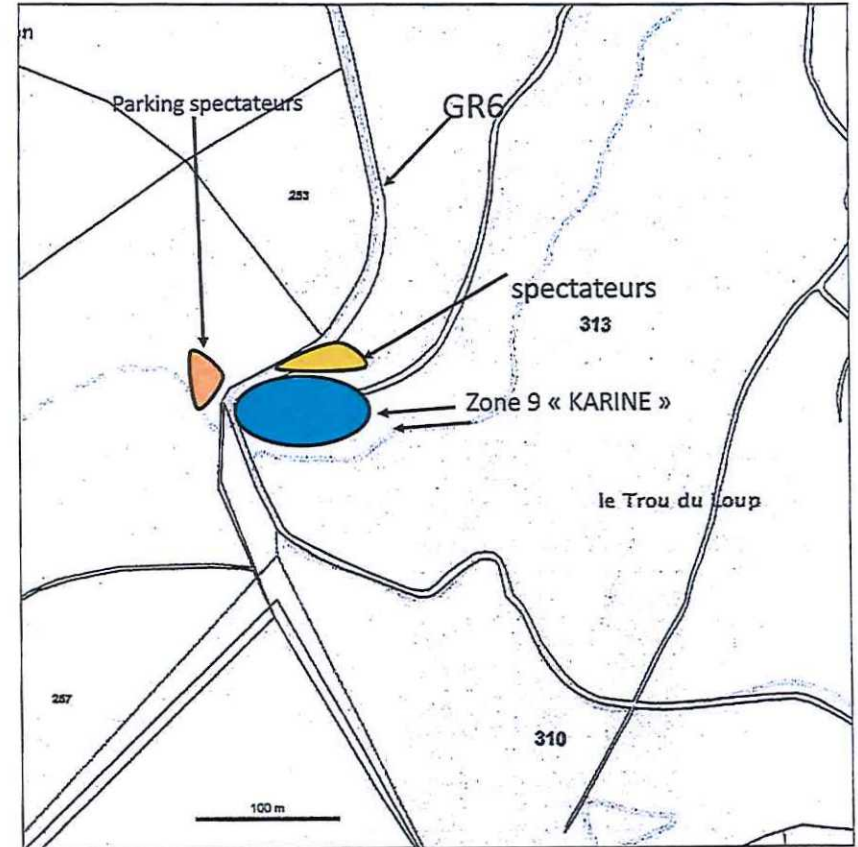 n
Parking spectateurs
GR6
253
spectateurs
313
Zone 9 « KARINE »
le Trou du Loup
257
310
100 m